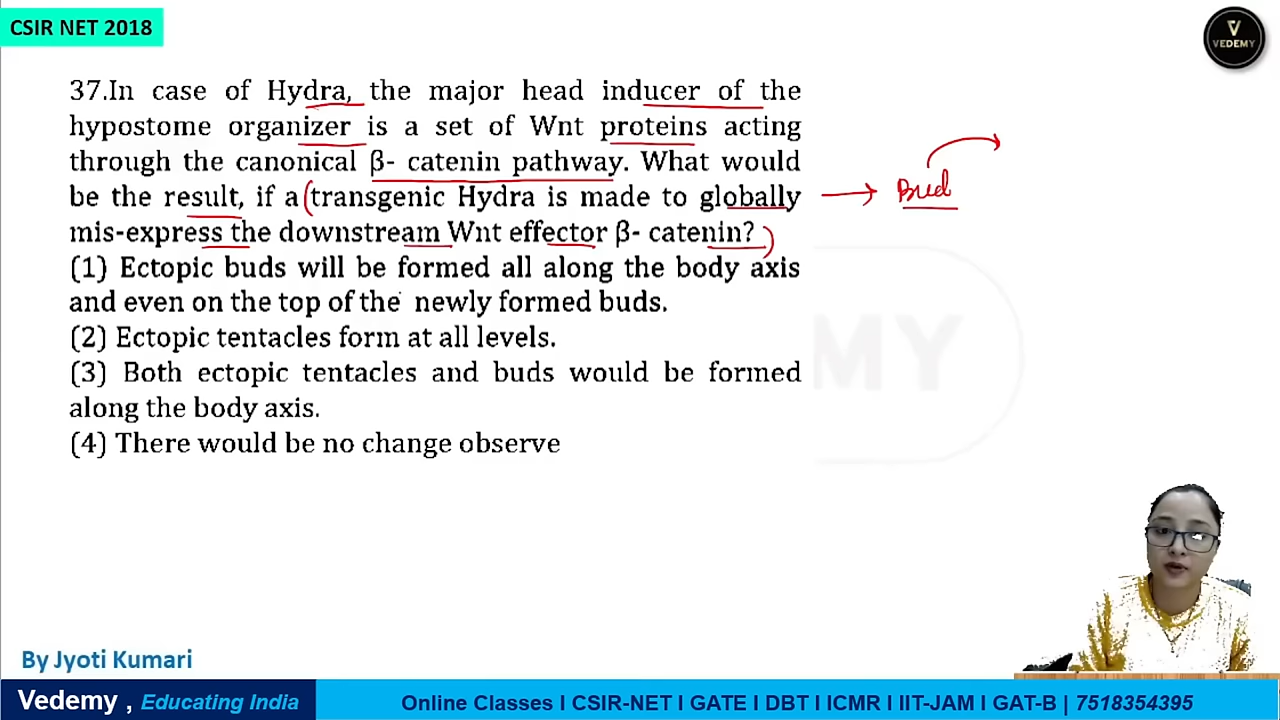 CSIR NET 2018
V
VEDEMY
37.In case of Hydra, the major head inducer of the
hypostome organizer is a set of Wnt proteins acting
through the canonical β- catenin pathway. What would
be the result, if a (transgenic Hydra is made to globally
mis-express the downstream Wnt effector β- catenin?)
Bud
(1) Ectopic buds will be formed all along the body axis
and even on the top of the newly formed buds.
(2) Ectopic tentacles form at all levels.
(3) Both ectopic tentacles and buds would be formed
along the body axis.
(4) There would be no change observe
MY
By Jyoti Kumari
Vedemy , Educating India
Online Classes I CSIR-NET I GATE I DBT I ICMR I IIT-JAM I GAT-B | 7518354395